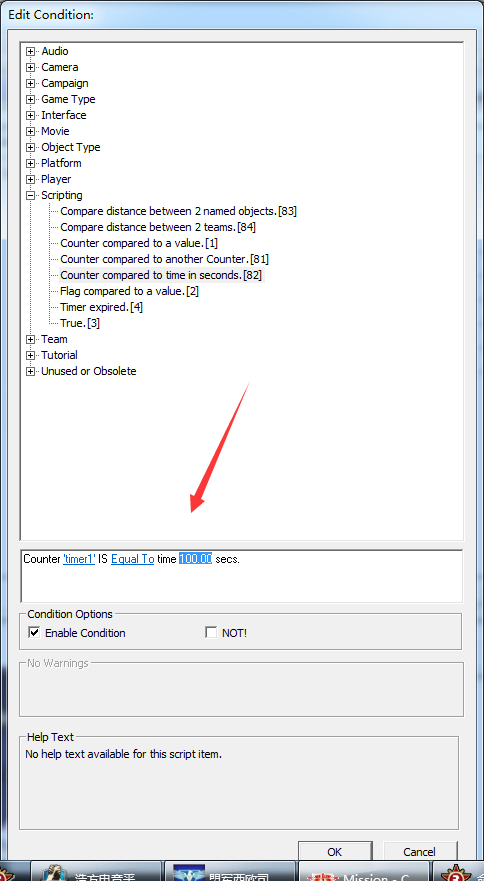 Edit Condition:
Audio
Camera
Campaign
Game Type
Interface
Movie
Object Type
Platform
Player
Scripting
Compare distance between 2 named objects.[83]
Compare distance between 2 teams.[84]
Counter compared to a value.[1]
Counter compared to another Counter.[81]
Counter compared to time in seconds.[82]
Flag compared to a value.[2]
Timer expired.[4]
True.[3]
Team
Tutorial
Unused or Obsolete
Counter 'timer1' IS Equal To time 100.00 secs.
Condition Options
Enable Condition
NOT!
No Warnings
Help Text
No help text available for this script item.
OK
Cancel
Mission - C